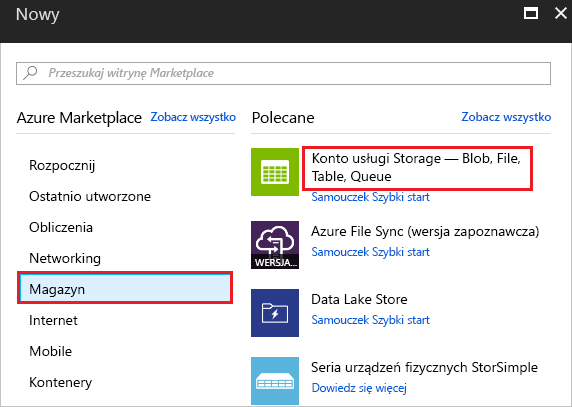 Nowy
Przeszukaj witrynę Marketplace
Azure Marketplace Zobacz wszystko
Rozpocznij
Ostatnio utworzone
Obliczenia
Networking
Magazyn
Internet
Mobile
Kontenery
Polecane Zobacz wszystko
Konto usługi Storage — Blob, File,
Table, Queue
Samouczek Szybki start
Azure File Sync (wersja zapoznawcza)
WERSJA...
Samouczek Szybki start
Data Lake Store
Samouczek Szybki start
Seria urządzeń fizycznych StorSimple
Dowiedz się więcej